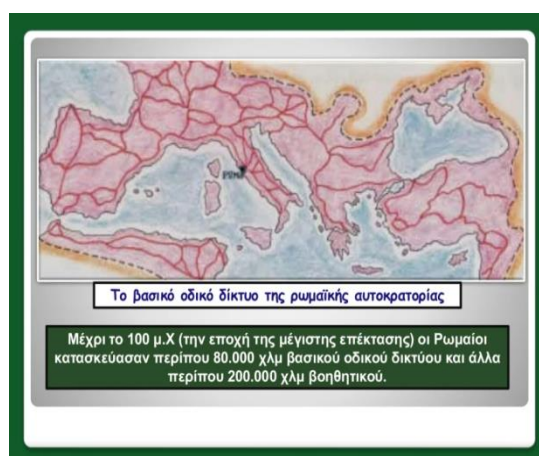 ΡΩΜΗ
Το βασικό οδικό δίκτυο της ρωμαϊκής αυτοκρατορίας
Μέχρι το 100 μ.Χ (την εποχή της μέγιστης επέκτασης) οι Ρωμαίοι
κατασκεύασαν περίπου 80.000 χλμ βασικού οδικού δικτύου και άλλα
περίπου 200.000 χλμ βοηθητικού.